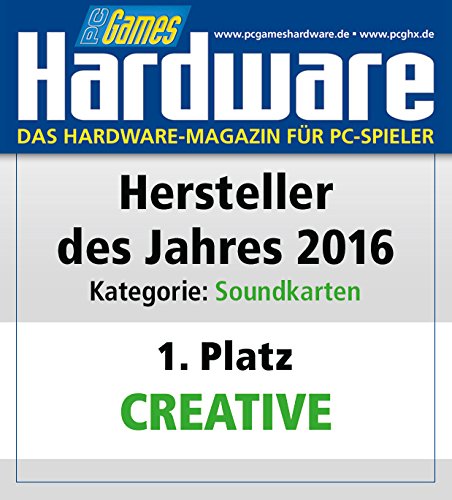 PC Games
www.pcgameshardware.de ▪ www.pcghx.de
Hardware
DAS HARDWARE-MAGAZIN FÜR PC-SPIELER
Hersteller
des Jahres 2016
Kategorie: Soundkarten
1. Platz
CREATIVE